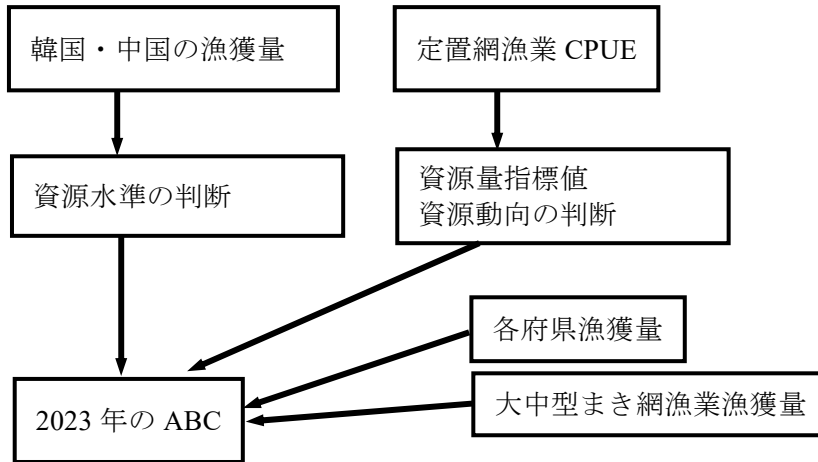 韓国・中国の漁獲量
定置網漁業 CPUE
資源水準の判断
資源量指標値
資源動向の判断
各府県漁獲量
大中型まき網漁業漁獲量
2023 年の ABC